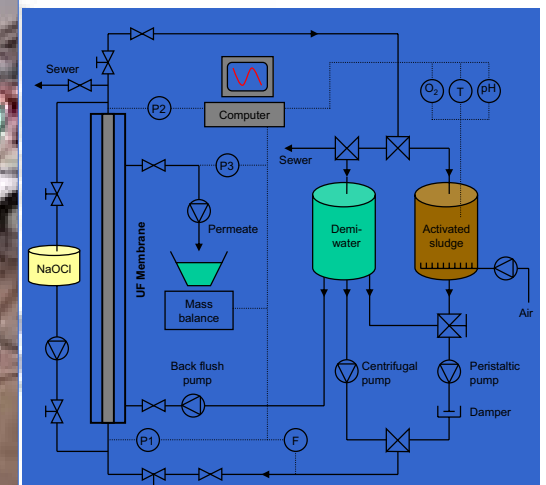 Sewer
P2
Computer
O2
T
pH
Sewer
P3
Permeate
Demi-
water
Activated
sludge
NaOCl
UF Membrane
Mass
balance
Air
Back flush
pump
Centrifugal
pump
Peristaltic
pump
Damper
P1
F